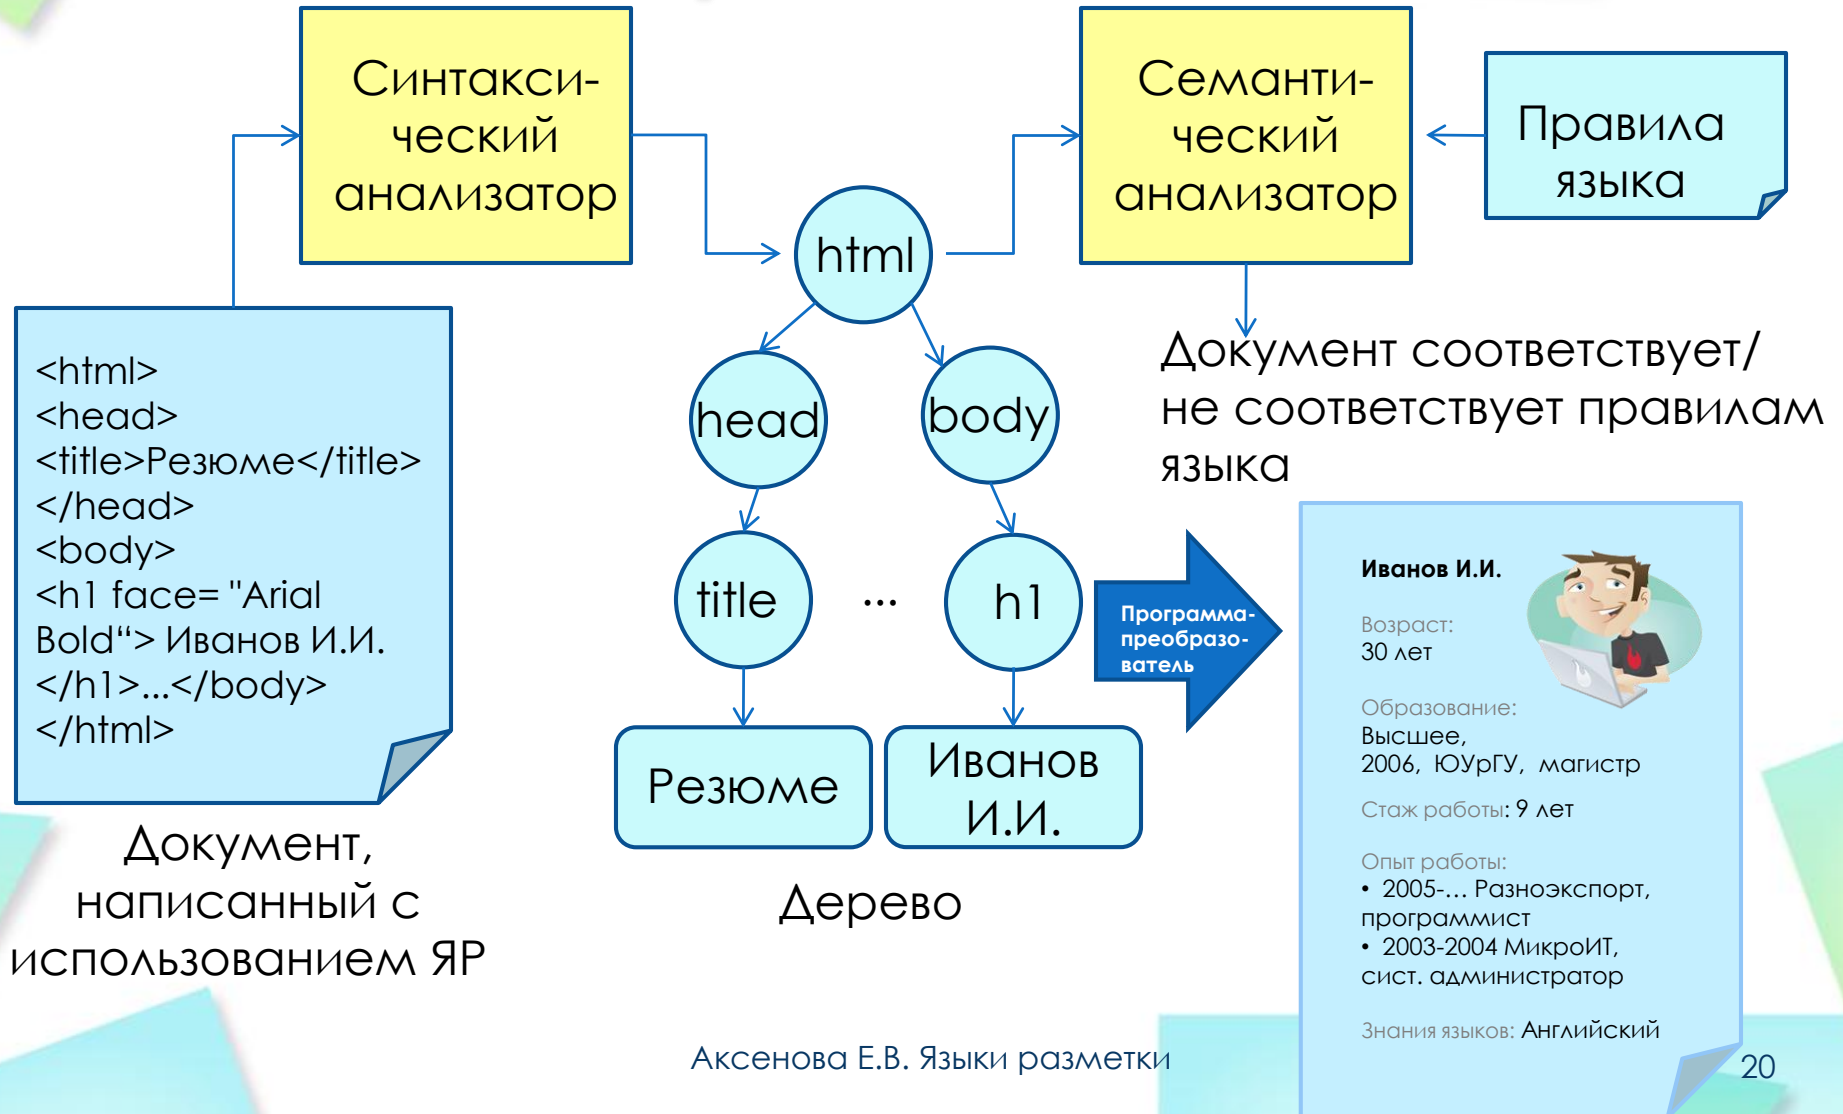 Синтакси-
ческий
анализатор
Семанти-
ческий
анализатор
Правила
языка
html
head
body
title
...
h1
Резюме
Иванов
И.И.
Дерево
<html>
<head>
<title>Резюме</title>
</head>
<body>
<h1 face= "Arial
Bold“> Иванов И.И.
</h1>...</body>
</html>
Документ,
написанный с
использованием ЯР
Документ соответствует/
не соответствует правилам
языка
Программа-
преобразо-
ватель
Иванов И.И.
Возраст:
30 лет
Образование:
Высшее,
2006, ЮУрГУ, магистр
Стаж работы: 9 лет
Опыт работы:
• 2005-... Разноэкспорт,
программист
• 2003-2004 МикроИТ,
сист. администратор
Знания языков: Английский
Аксенова Е.В. Языки разметки
20